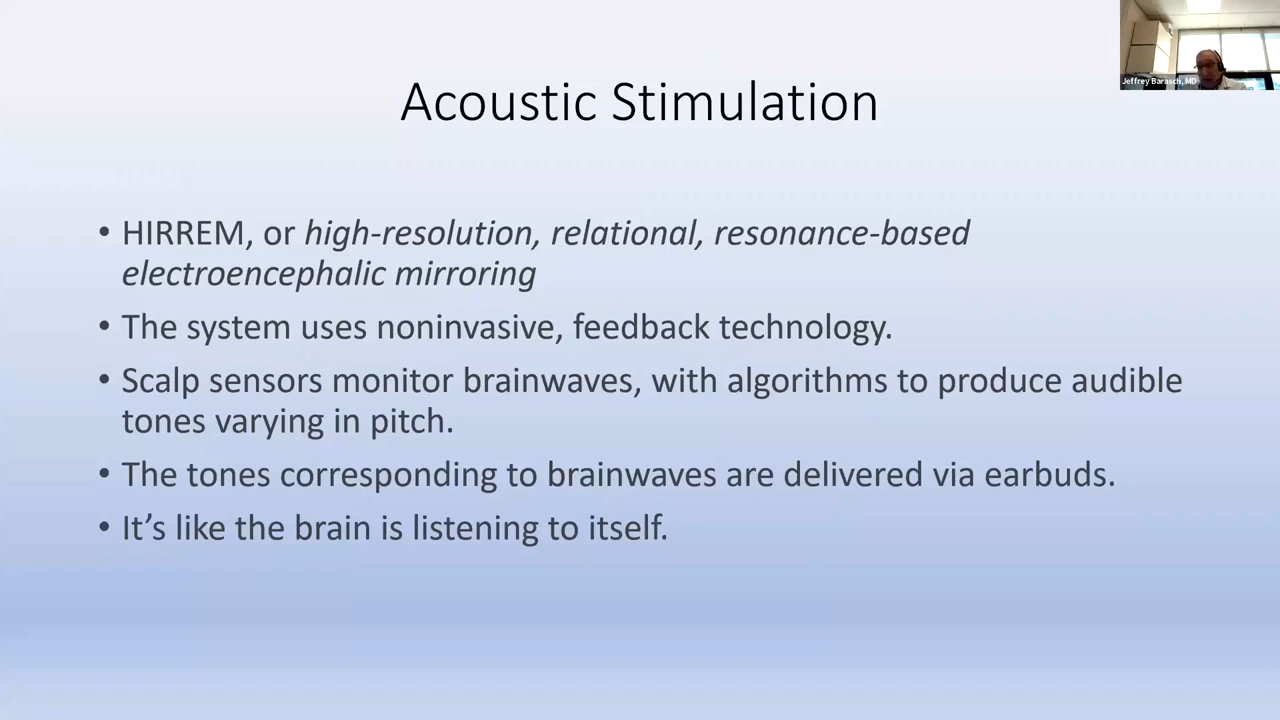 Jeffrey Barasch, MD
Acoustic Stimulation
• HIRREM, or high-resolution, relational, resonance-based
electroencephalic mirroring
• The system uses noninvasive, feedback technology.
• Scalp sensors monitor brainwaves, with algorithms to produce audible
tones varying in pitch.
• The tones corresponding to brainwaves are delivered via earbuds.
• It’s like the brain is listening to itself.